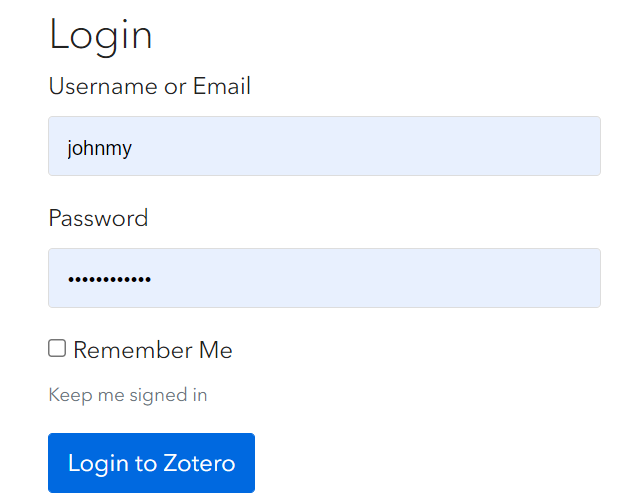 Login
Username or Email
johnmy
Password
••••••••••••
Remember Me
Keep me signed in
Login to Zotero